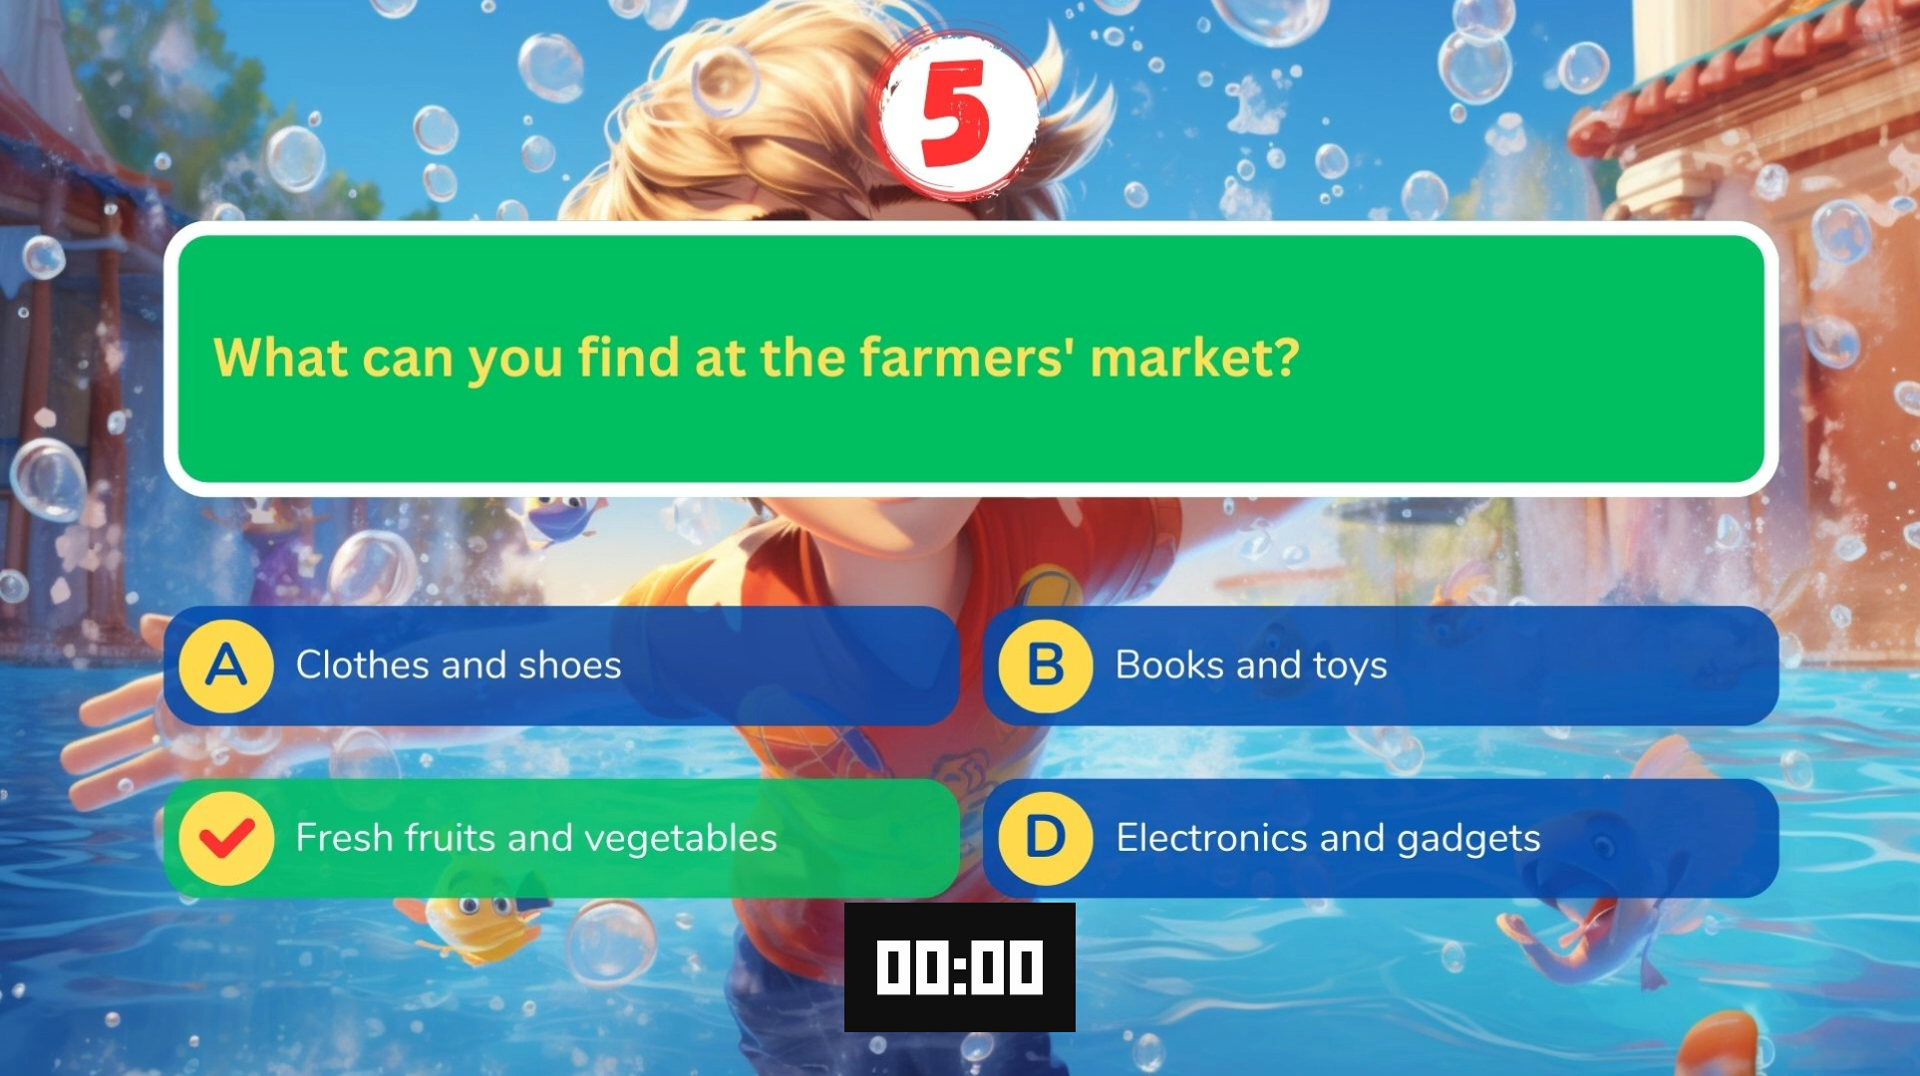 5
What can you find at the farmers' market?
A Clothes and shoes
B Books and toys
Fresh fruits and vegetables
D Electronics and gadgets
00:00